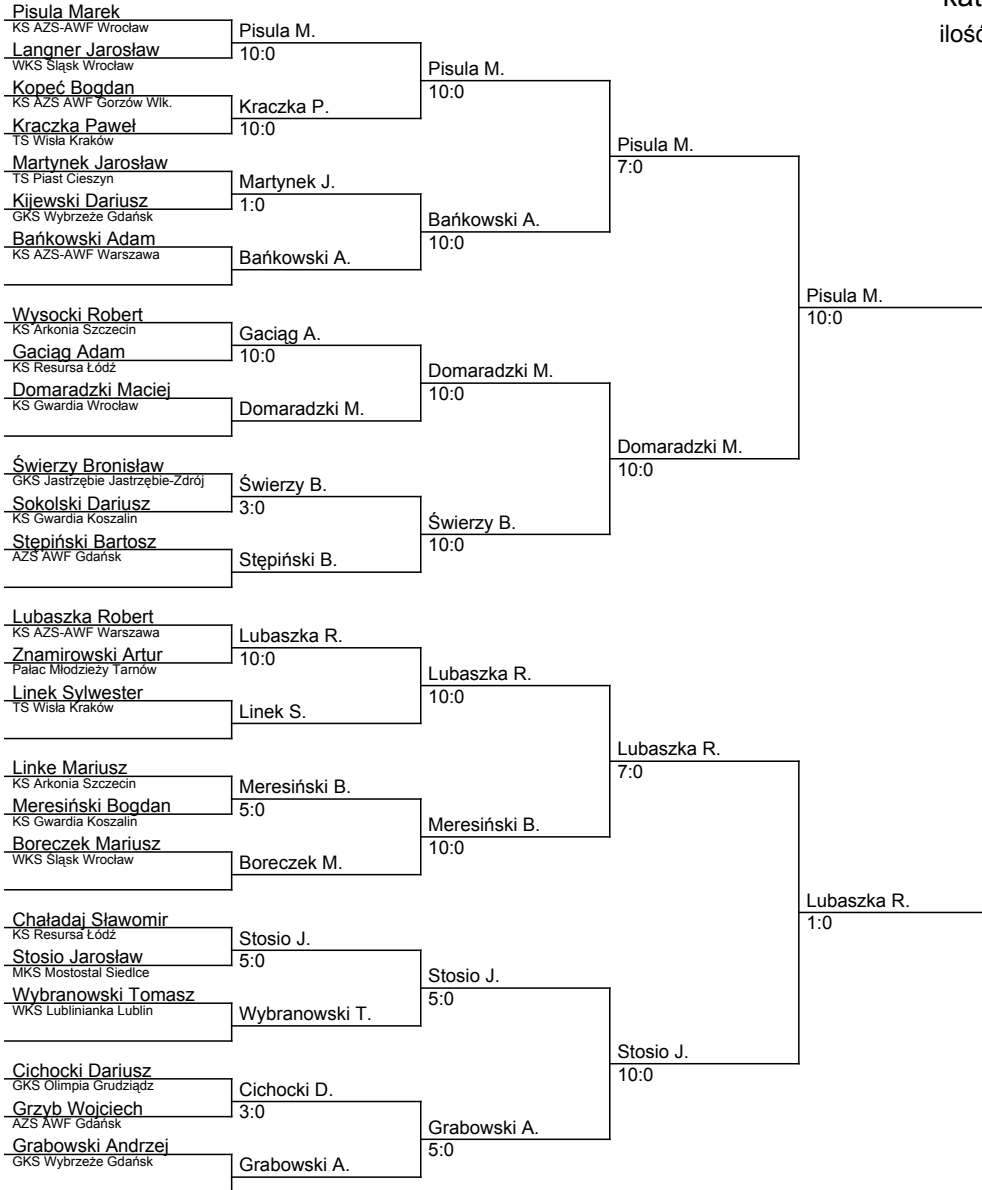 kat
ilość
Pisula Marek
KS AZS-AWF Wrocław
Langner Jarosław
WKS Śląsk Wrocław
Kopeć Bogdan
KS AZS AWF Gorzów Wlk.
Kraczka Paweł
TS Wisła Kraków
Martynek Jarosław
TS Piast Cieszyn
Kijewski Dariusz
GKS Wybrzeże Gdańsk
Bańkowski Adam
KS AZS-AWF Warszawa
Wysocki Robert
KS Arkonia Szczecin
Gaciąg Adam
KS Resursa Łódź
Domaradzki Maciej
KS Gwardia Wrocław
Świerzy Bronisław
GKS Jastrzębie Jastrzębie-Zdrój
Sokolski Dariusz
KS Gwardia Koszalin
Stępiński Bartosz
AZS AWF Gdańsk
Lubaszka Robert
KS AZS-AWF Warszawa
Znamirowski Artur
Pałac Młodzieży Tarnów
Linek Sylwester
TS Wisła Kraków
Linke Mariusz
KS Arkonia Szczecin
Meresiński Bogdan
KS Gwardia Koszalin
Boreczek Mariusz
WKS Śląsk Wrocław
Chaładaj Sławomir
KS Resursa Łódź
Stosio Jarosław
MKS Mostostal Siedlce
Wybranowski Tomasz
WKS Lublinianka Lublin
Cichocki Dariusz
GKS Olimpia Grudziądz
Grzyb Wojciech
AZS AWF Gdańsk
Grabowski Andrzej
GKS Wybrzeże Gdańsk
Pisula M.
10:0
Kraczka P.
10:0
Martynek J.
1:0
Bańkowski A.
Gaciąg A.
10:0
Domaradzki M.
Świerzy B.
3:0
Stępiński B.
Lubaszka R.
10:0
Linek S.
Meresiński B.
5:0
Boreczek M.
Stosio J.
5:0
Wybranowski T.
Cichocki D.
3:0
Grabowski A.
Pisula M.
10:0
Bańkowski A.
10:0
Domaradzki M.
10:0
Świerzy B.
10:0
Lubaszka R.
10:0
Meresiński B.
10:0
Stosio J.
5:0
Grabowski A.
5:0
Pisula M.
7:0
Domaradzki M.
10:0
Lubaszka R.
7:0
Stosio J.
10:0
Pisula M.
10:0
Lubaszka R.
1:0